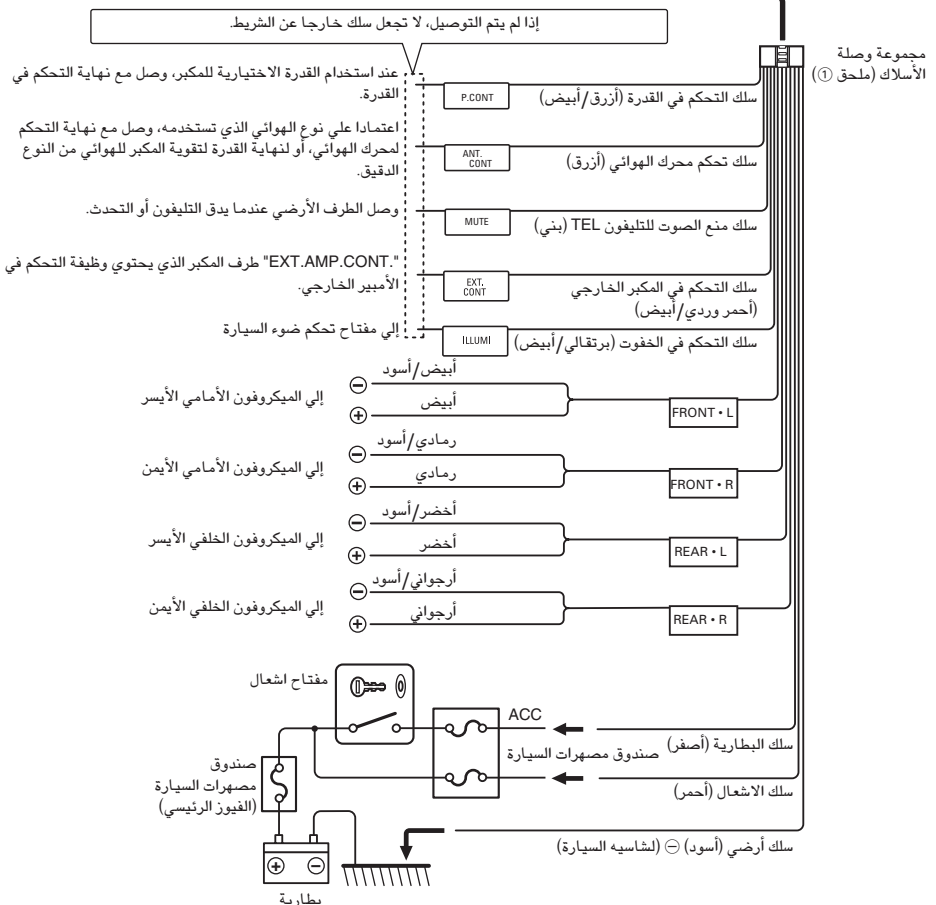 إذا لم يتم التوصيل، لا تجعل سلك خارجا عن الشريط.
مجموعة وصلة
الأسلاك (ملحق ①)
عند استخدام القدرة الاختيارية للمكبر، وصل مع نهاية التحكم في
القدرة.
P.CONT
سلك التحكم في القدرة (أزرق/أبيض)
اعتمادا علي نوع الهوائي الذي تستخدمه، وصل مع نهاية التحكم
لمحرك الهوائي، أو لنهاية القدرة لتقوية المكبر للهوائي من النوع
الدقيق.
ANT.
CONT
سلك تحكم محرك الهوائي (أزرق)
وصل الطرف الأرضي عندما يدق التليفون أو التحدث.
MUTE
سلك منع الصوت للتليفون TEL (بني)
"EXT.AMP.CONT." طرف المكبر الذي يحتوي وظيفة التحكم في
الأمبير الخارجي.
EXT.
CONT
سلك التحكم في المكبر الخارجي
(أحمر وردي/أبيض)
إلي مفتاح تحكم ضوء السيارة
ILLUMI
سلك التحكم في الخفوت (برتقالي/أبيض)
أبيض/أسود
⊖
إلي الميكروفون الأمامي الأيسر
أبيض
⊕
FRONT • L
رمادي/أسود
⊖
إلي الميكروفون الأمامي الأيمن
رمادي
⊕
FRONT • R
أخضر/أسود
⊖
إلي الميكروفون الخلفي الأيسر
أخضر
⊕
REAR • L
أرجواني/أسود
⊖
إلي الميكروفون الخلفي الأيمن
أرجواني
⊕
REAR • R
مفتاح اشعال
ACC
سلك البطارية (أصفر)
صندوق مصهرات السيارة
سلك الاشعال (أحمر)
صندوق
مصهرات السيارة
(الفيوز الرئيسي)
سلك أرضي (أسود) ⊖ (لشاسيه السيارة)
⊕ ⊖
بطارية